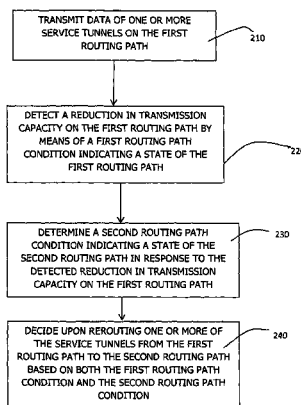 TRANSMIT DATA OF ONE OR MORE
SERVICE TUNNELS ON THE FIRST
ROUTING PATH
210
DETECT A REDUCTION IN TRANSMISSION
CAPACITY ON THE FIRST ROUTING PATH BY
MEANS OF A FIRST ROUTING PATH
CONDITION INDICATING A STATE OF THE
FIRST ROUTING PATH
220
DETERMINE A SECOND ROUTING PATH
CONDITION INDICATING A STATE OF THE
SECOND ROUTING PATH IN RESPONSE TO THE
DETECTED REDUCTION IN TRANSMISSION
CAPACITY ON THE FIRST ROUTING PATH
230
DECIDE UPON REROUTING ONE OR MORE OF
THE SERVICE TUNNELS FROM THE FIRST
ROUTING PATH TO THE SECOND ROUTING PATH
BASED ON BOTH THE FIRST ROUTING PATH
CONDITION AND THE SECOND ROUTING PATH
CONDITION
240